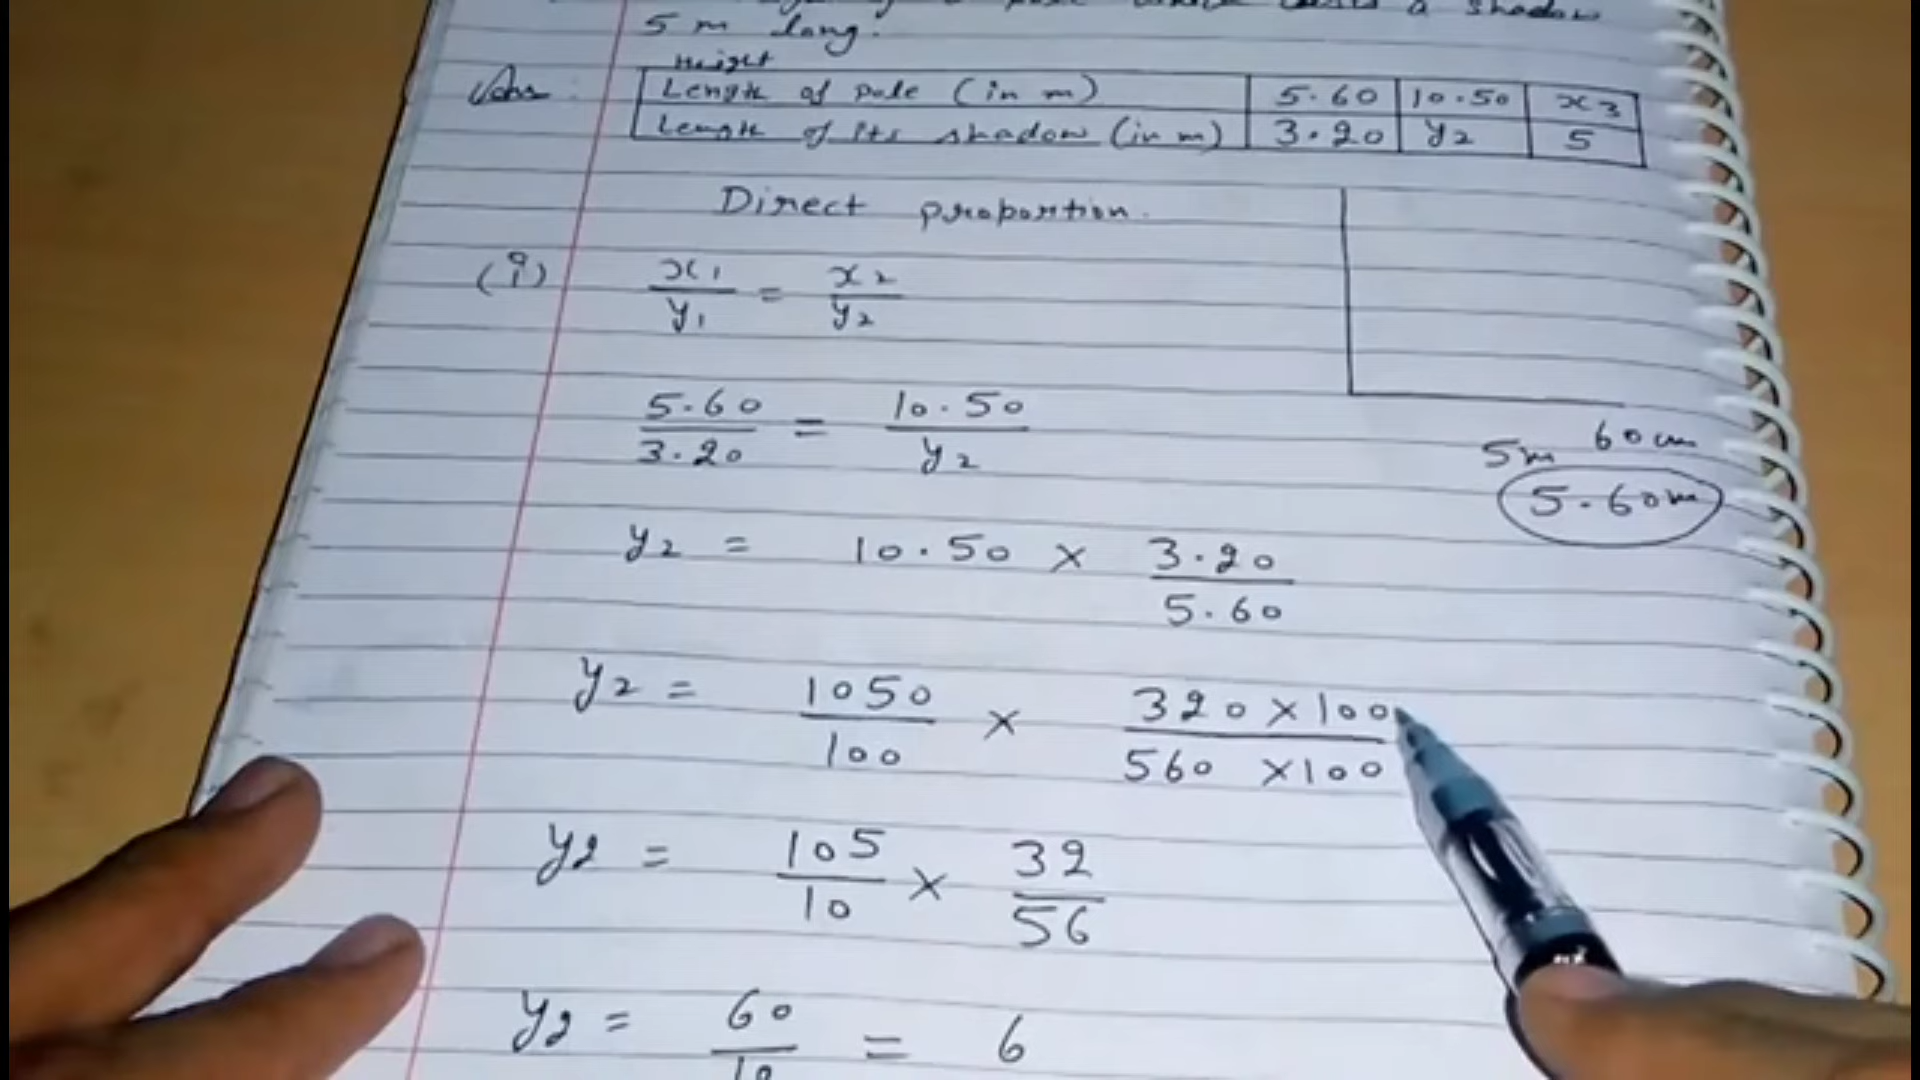 a shadow
5 m long.
Height
Ans :
Length of pole (in m) 5.60 10.50 x3
Length of its shadow (in m) 3.20 y2 5
Direct proportion.
(i) x1/y1 = x2/y2
5.60/3.20 = 10.50/y2
5m 60cm
5.60m
y2 = 10.50 × 3.20/5.60
y2 = 1050/100 × 320 × 100/560 × 100
y2 = 105/10 × 32/56
y2 = 60/10 = 6